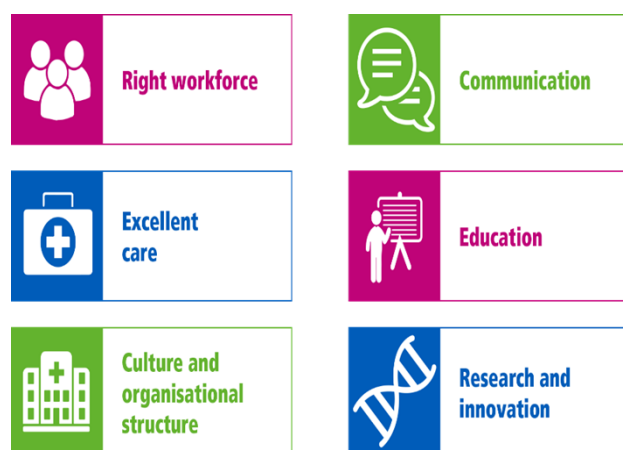 Right workforce
Communication
Excellent
care
Education
Culture and
organisational
structure
Research and
innovation